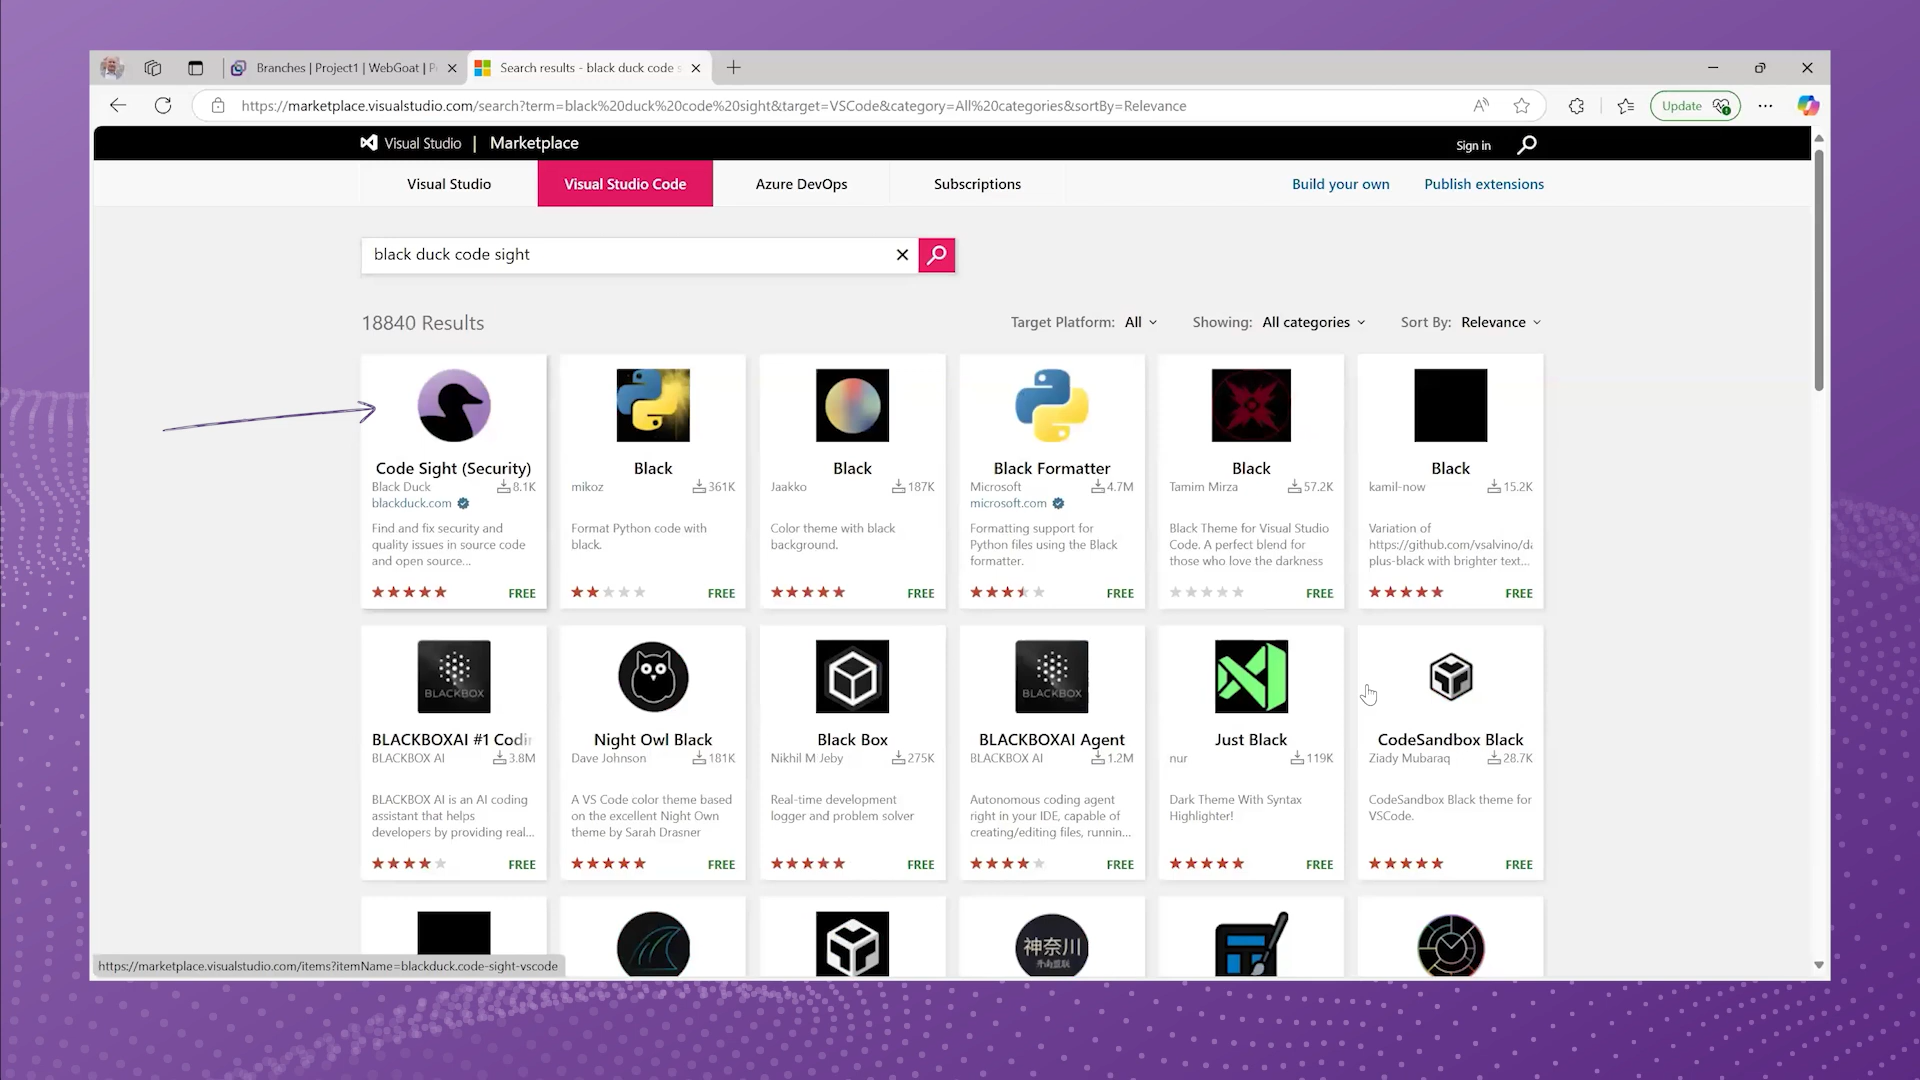 Branches | Project1 | WebGoat | P
Search results - black duck code s
https://marketplace.visualstudio.com/search?term=black%20duck%20code%20sight&target=VSCode&category=All%20categories&sortBy=Relevance
Update
Visual Studio | Marketplace
Sign in
Visual Studio
Visual Studio Code
Azure DevOps
Subscriptions
Build your own
Publish extensions
black duck code sight
18840 Results
Target Platform: All
Showing: All categories
Sort By: Relevance
Code Sight (Security)
Black Duck 8.1K
blackduck.com
Find and fix security and
quality issues in source code
and open source...
FREE
Black
mikoz 361K
Format Python code with
black.
FREE
Black
Jaakko 187K
Color theme with black
background.
FREE
Black Formatter
Microsoft 4.7M
microsoft.com
Formatting support for
Python files using the Black
formatter.
FREE
Black
Tamim Mirza 57.2K
Black Theme for Visual Studio
Code. A perfect blend for
those who love the darkness
FREE
Black
kamil-now 15.2K
Variation of
https://github.com/vsalvino/da
plus-black with brighter text...
FREE
BLACKBOX
BLACKBOXAI #1 Codin
BLACKBOX AI 3.8M
BLACKBOX AI is an AI coding
assistant that helps
developers by providing real...
FREE
Night Owl Black
Dave Johnson 181K
A VS Code color theme based
on the excellent Night Own
theme by Sarah Drasner
FREE
Black Box
Nikhil M Jeby 275K
Real-time development
logger and problem solver
FREE
BLACKBOX
BLACKBOXAI Agent
BLACKBOX AI 1.2M
Autonomous coding agent
right in your IDE, capable of
creating/editing files, runnin...
FREE
Just Black
nur 119K
Dark Theme With Syntax
Highlighter!
FREE
CodeSandbox Black
Ziady Mubaraq 28.7K
CodeSandbox Black theme for
VSCode.
FREE
神奈川
https://marketplace.visualstudio.com/items?itemName=blackduck.code-sight-vscode